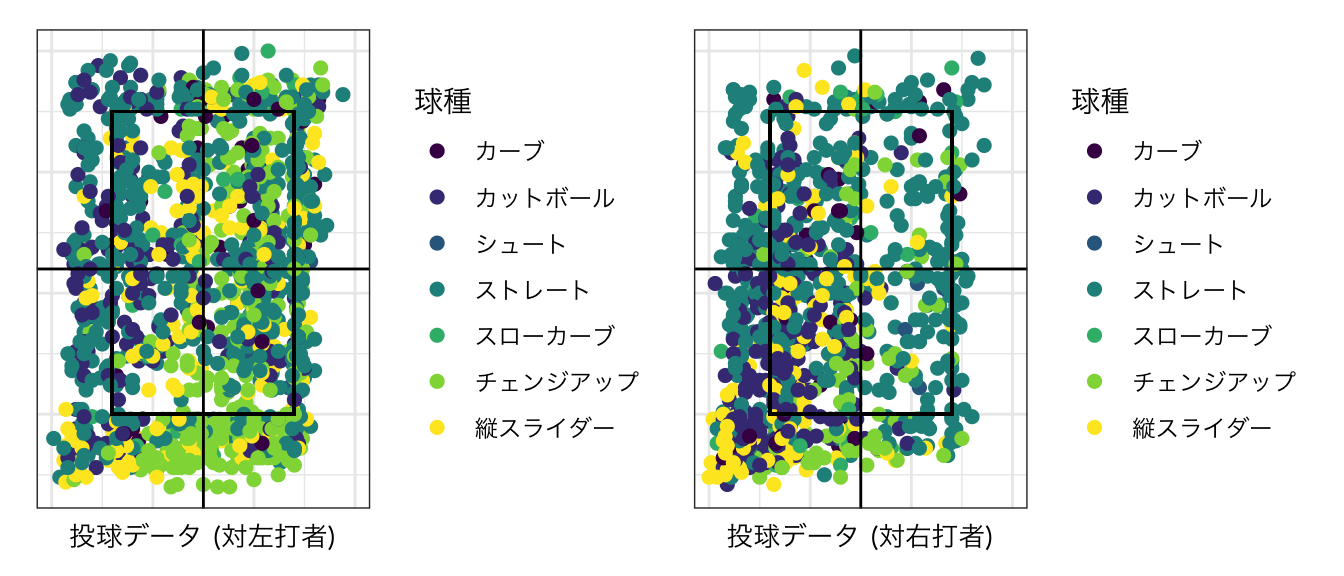 球種
カーブ
カットボール
シュート
ストレート
スローカーブ
チェンジアップ
縦スライダー
投球データ (対左打者)
球種
カーブ
カットボール
シュート
ストレート
スローカーブ
チェンジアップ
縦スライダー
投球データ (対右打者)